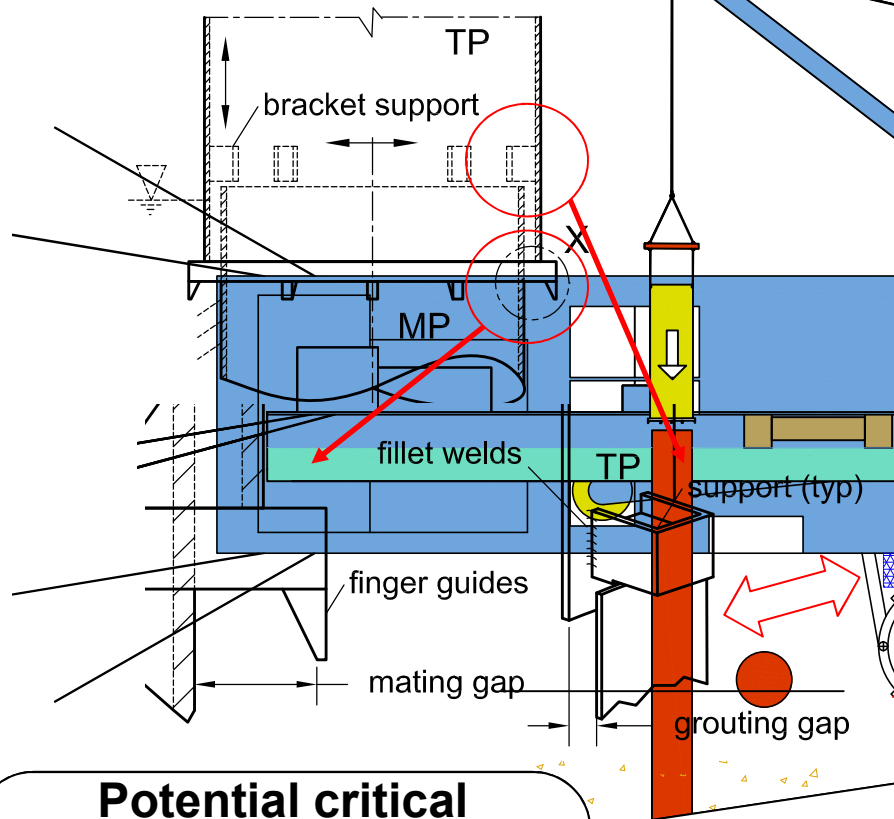 TP
bracket support
X
MP
fillet welds
TP
support (typ)
finger guides
mating gap
grouting gap
Potential critical